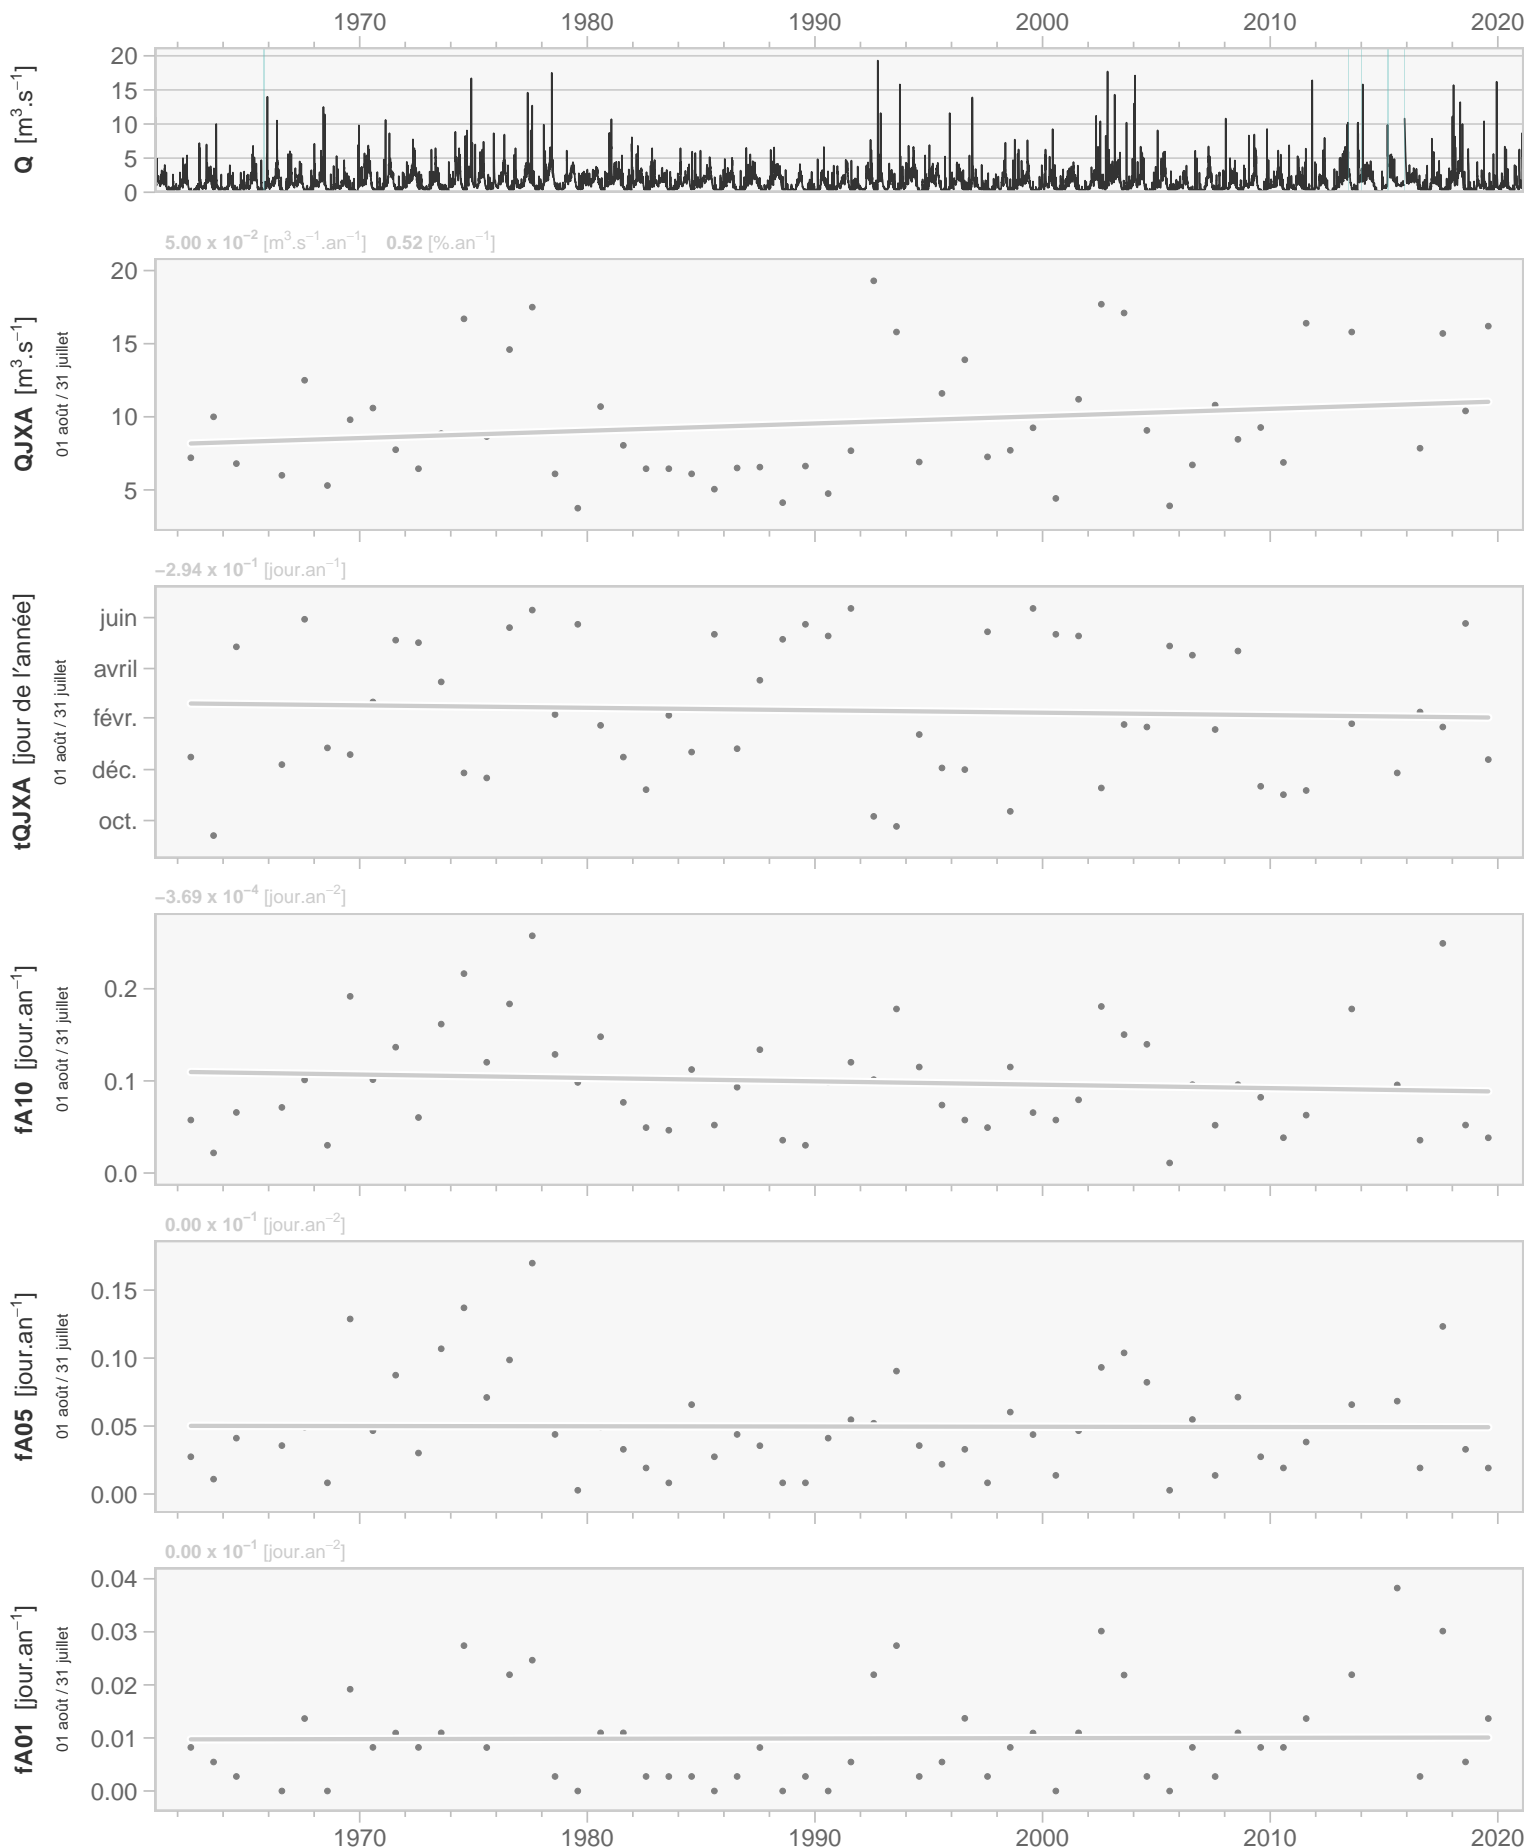 1970 1980 1990 2000 2010 2020
Q [m³.s⁻¹]
20
15
10
5
0
5.00 x 10⁻² [m³.s⁻¹.an⁻¹] 0.52 [%.an⁻¹]
QJXA [m³.s⁻¹]
01 août / 31 juillet
20
15
10
5
−2.94 x 10⁻¹ [jour.an⁻¹]
tQJXA [jour de l'année]
01 août / 31 juillet
juin
avril
févr.
déc.
oct.
−3.69 x 10⁻⁴ [jour.an⁻²]
fA10 [jour.an⁻¹]
01 août / 31 juillet
0.2
0.1
0.0
0.00 x 10⁻¹ [jour.an⁻²]
fA05 [jour.an⁻¹]
01 août / 31 juillet
0.15
0.10
0.05
0.00
0.00 x 10⁻¹ [jour.an⁻²]
fA01 [jour.an⁻¹]
01 août / 31 juillet
0.04
0.03
0.02
0.01
0.00
1970 1980 1990 2000 2010 2020